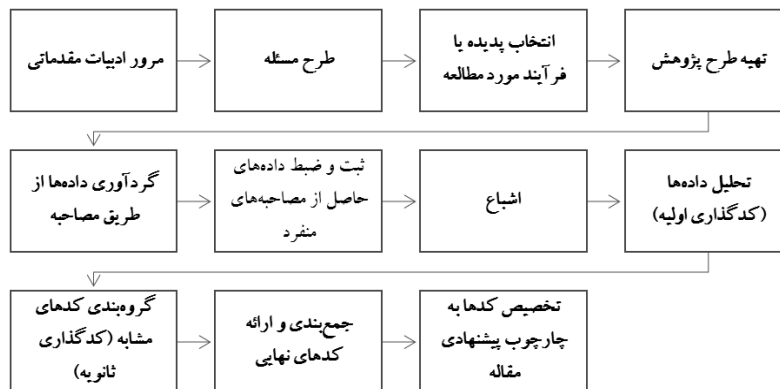 مرور ادبیات مقدماتی
طرح مسئله
انتخاب پدیده یا
فرآیند مورد مطالعه
تهیه طرح پژوهش
گردآوری داده‌ها از
طریق مصاحبه
ثبت و ضبط داده‌های
حاصل از مصاحبه‌های
منفرد
اشباع
تحلیل داده‌ها
(کدگذاری اولیه)
گروه‌بندی کدهای
مشابه (کدگذاری
ثانویه)
جمع‌بندی و ارائه
کدهای نهایی
تخصیص کدها به
چارچوب پیشنهادی
مقاله